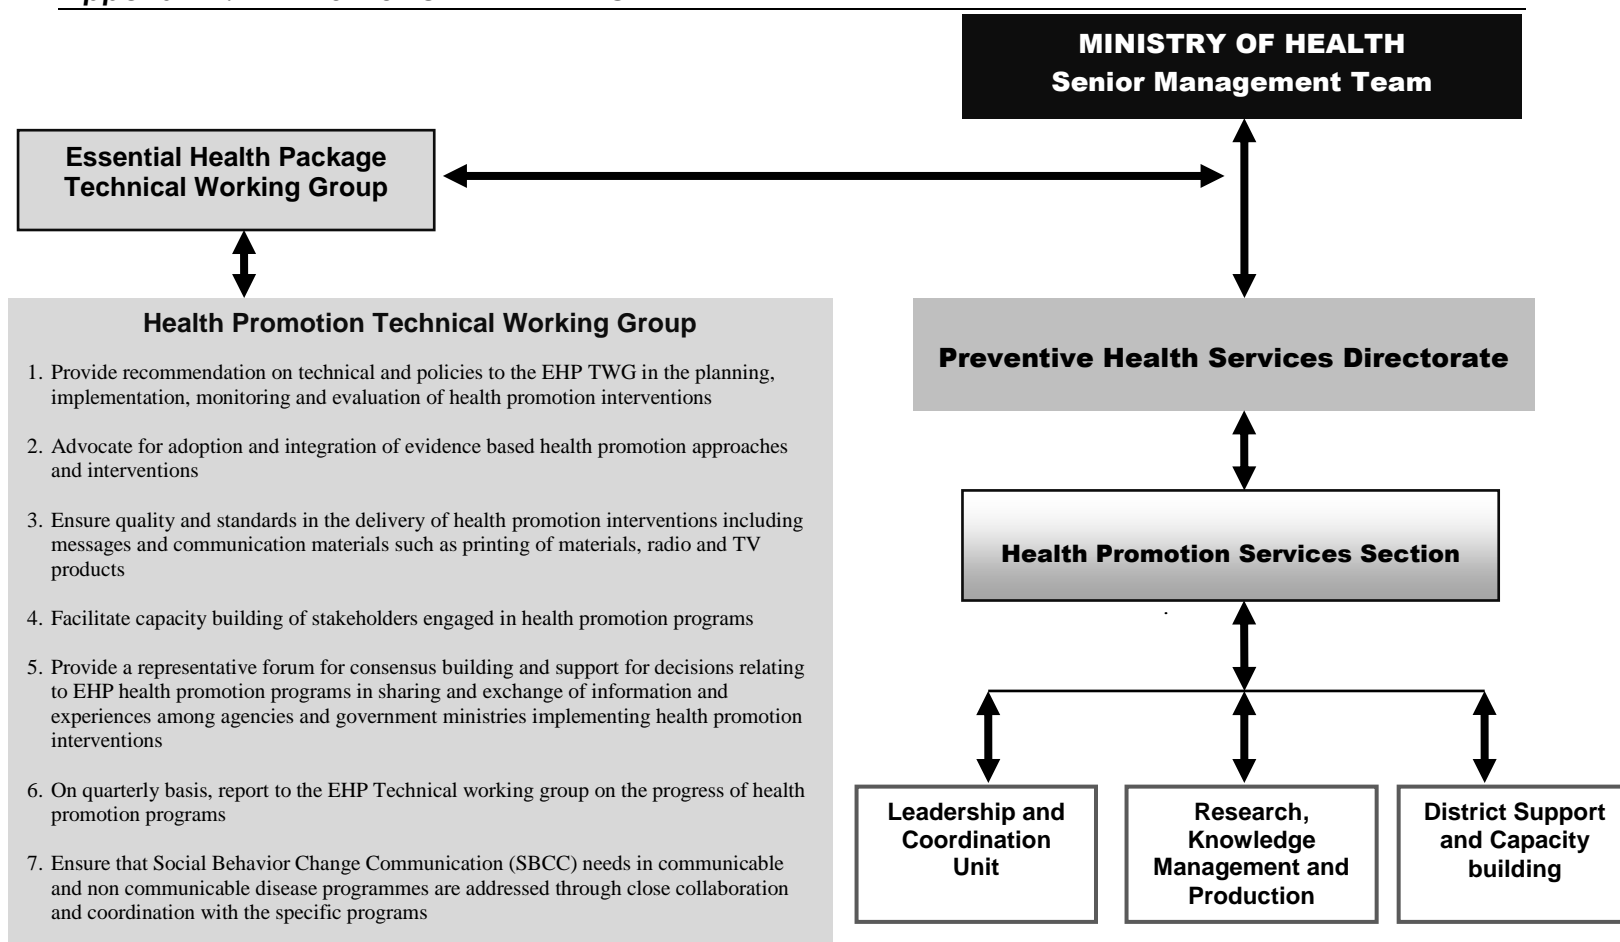 MINISTRY OF HEALTH
Senior Management Team
Essential Health Package
Technical Working Group
Health Promotion Technical Working Group
1. Provide recommendation on technical and policies to the EHP TWG in the planning,
implementation, monitoring and evaluation of health promotion interventions
2. Advocate for adoption and integration of evidence based health promotion approaches
and interventions
3. Ensure quality and standards in the delivery of health promotion interventions including
messages and communication materials such as printing of materials, radio and TV
products
4. Facilitate capacity building of stakeholders engaged in health promotion programs
5. Provide a representative forum for consensus building and support for decisions relating
to EHP health promotion programs in sharing and exchange of information and
experiences among agencies and government ministries implementing health promotion
interventions
6. On quarterly basis, report to the EHP Technical working group on the progress of health
promotion programs
7. Ensure that Social Behavior Change Communication (SBCC) needs in communicable
and non communicable disease programmes are addressed through close collaboration
and coordination with the specific programs
Preventive Health Services Directorate
Health Promotion Services Section
.
Leadership and
Coordination
Unit
Research,
Knowledge
Management and
Production
District Support
and Capacity
building